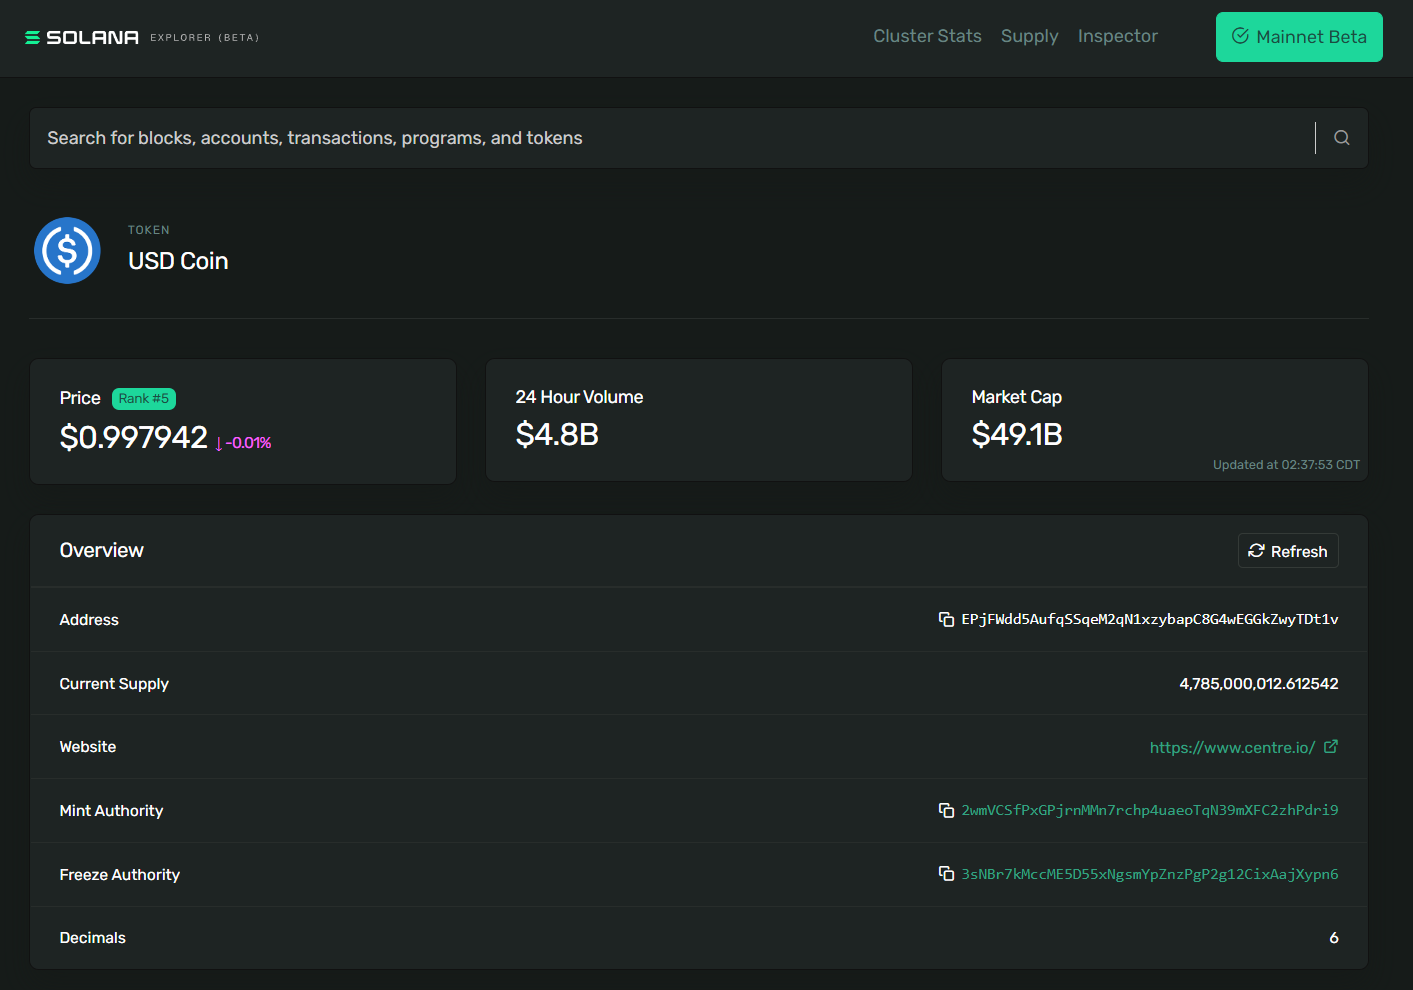 SOLANA EXPLORER (BETA) Cluster Stats Supply Inspector Mainnet Beta
Search for blocks, accounts, transactions, programs, and tokens
TOKEN
USD Coin
Price Rank #5
$0.997942 ↓ -0.01%
24 Hour Volume
$4.8B
Market Cap
$49.1B
Updated at 02:37:53 CDT
Overview Refresh
Address EPjFWdd5AufqSSqeM2qN1xzybapC8G4wEGGkZwyTDt1v
Current Supply 4,785,000,012.612542
Website https://www.centre.io/
Mint Authority 2wmVCSfPxGPjrnMMn7rchp4uaeoTqN39mXFC2zhPdri9
Freeze Authority 3sNBr7kMccME5D55xNgsmYpZnzPgP2g12CixAajXypn6
Decimals 6